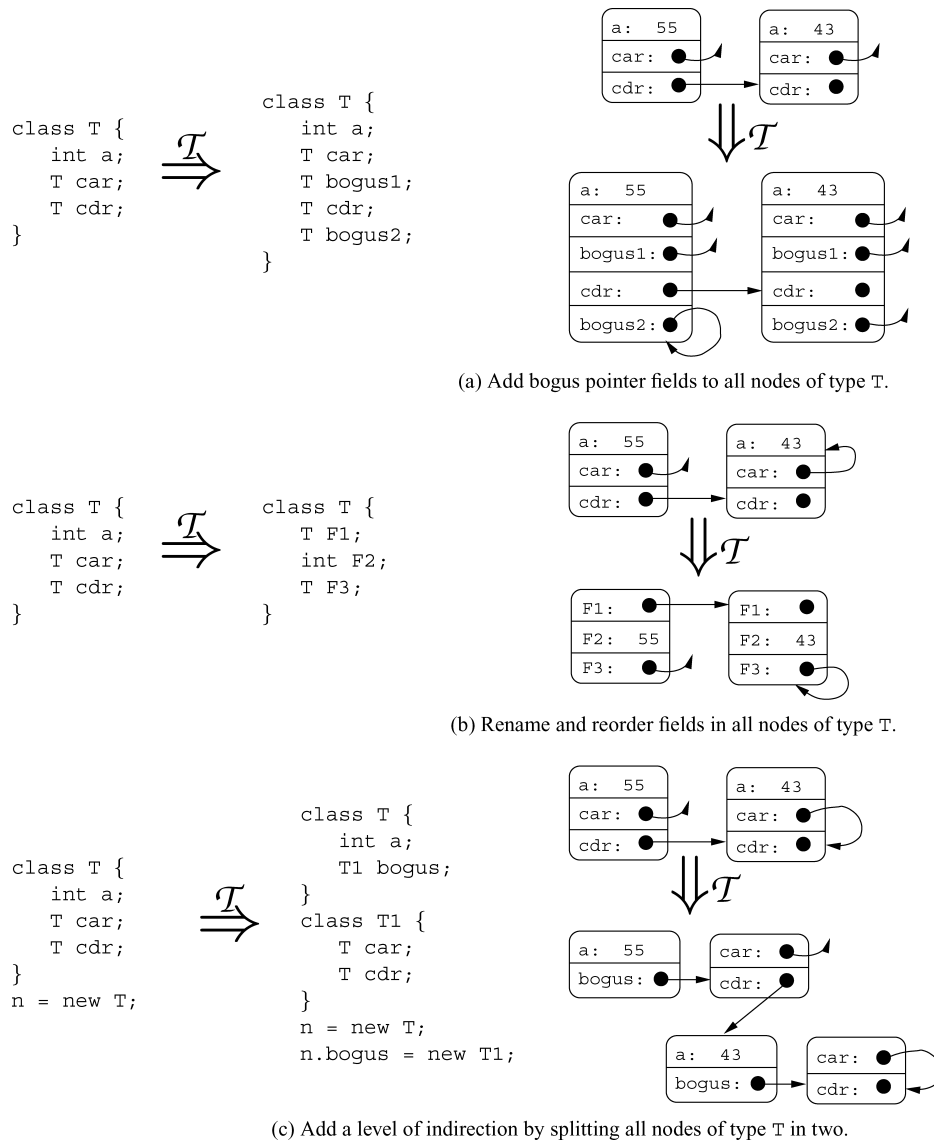 class T {
int a;
T car;
T cdr;
}
𝒯
class T {
int a;
T car;
T bogus1;
T cdr;
T bogus2;
}
a: 55
car:
cdr:
a: 43
car:
cdr:
𝒯
a: 55
car:
bogus1:
cdr:
bogus2:
a: 43
car:
bogus1:
cdr:
bogus2:
(a) Add bogus pointer fields to all nodes of type T.
class T {
int a;
T car;
T cdr;
}
𝒯
class T {
T F1;
int F2;
T F3;
}
a: 55
car:
cdr:
a: 43
car:
cdr:
𝒯
F1:
F2: 55
F3:
F1:
F2: 43
F3:
(b) Rename and reorder fields in all nodes of type T.
class T {
int a;
T car;
T cdr;
}
n = new T;
𝒯
class T {
int a;
T1 bogus;
}
class T1 {
T car;
T cdr;
}
n = new T;
n.bogus = new T1;
a: 55
car:
cdr:
a: 43
car:
cdr:
𝒯
a: 55
bogus:
car:
cdr:
a: 43
bogus:
car:
cdr:
(c) Add a level of indirection by splitting all nodes of type T in two.